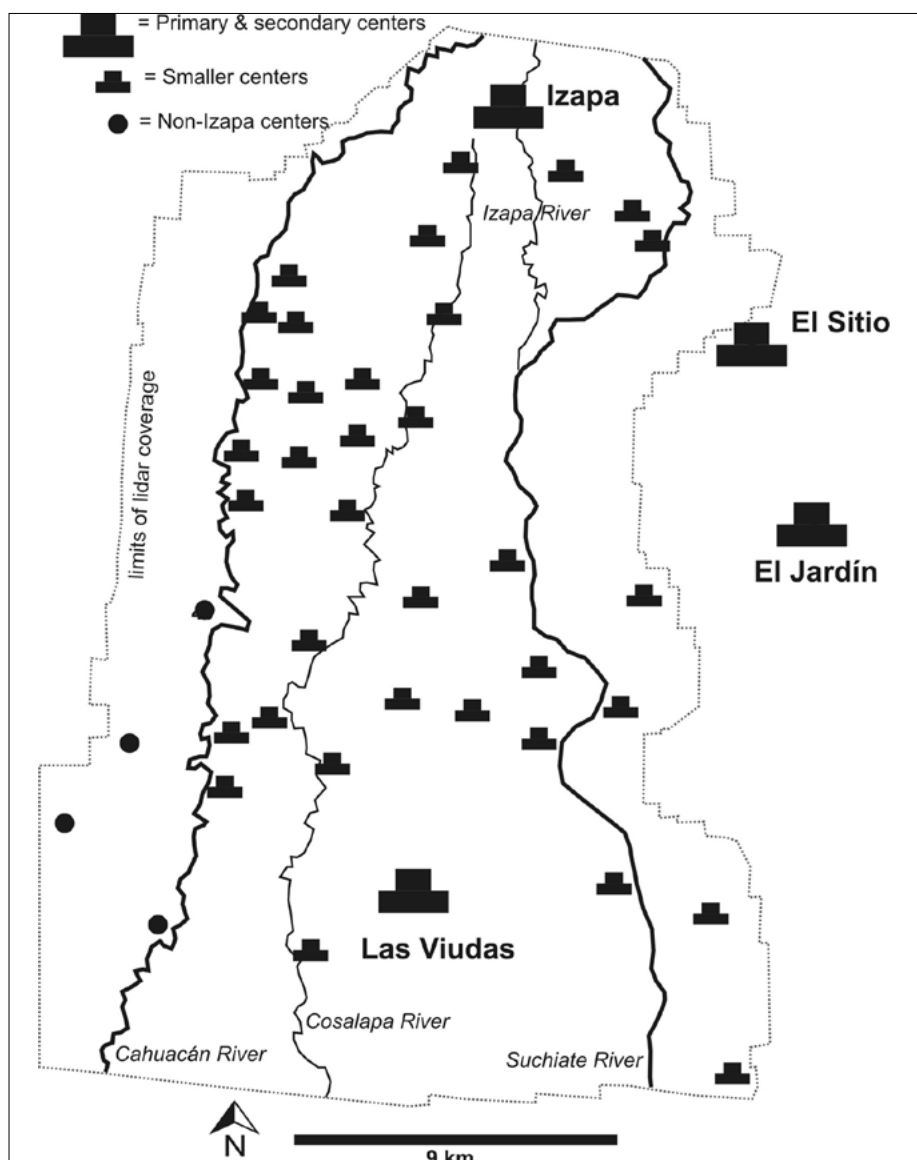 = Primary & secondary centers
= Smaller centers
= Non-Izapa centers
Izapa
Izapa River
El Sitio
limits of lidar coverage
El Jardín
Las Viudas
Cosalapa River
Cahuacán River
Suchiate River
N
9 km